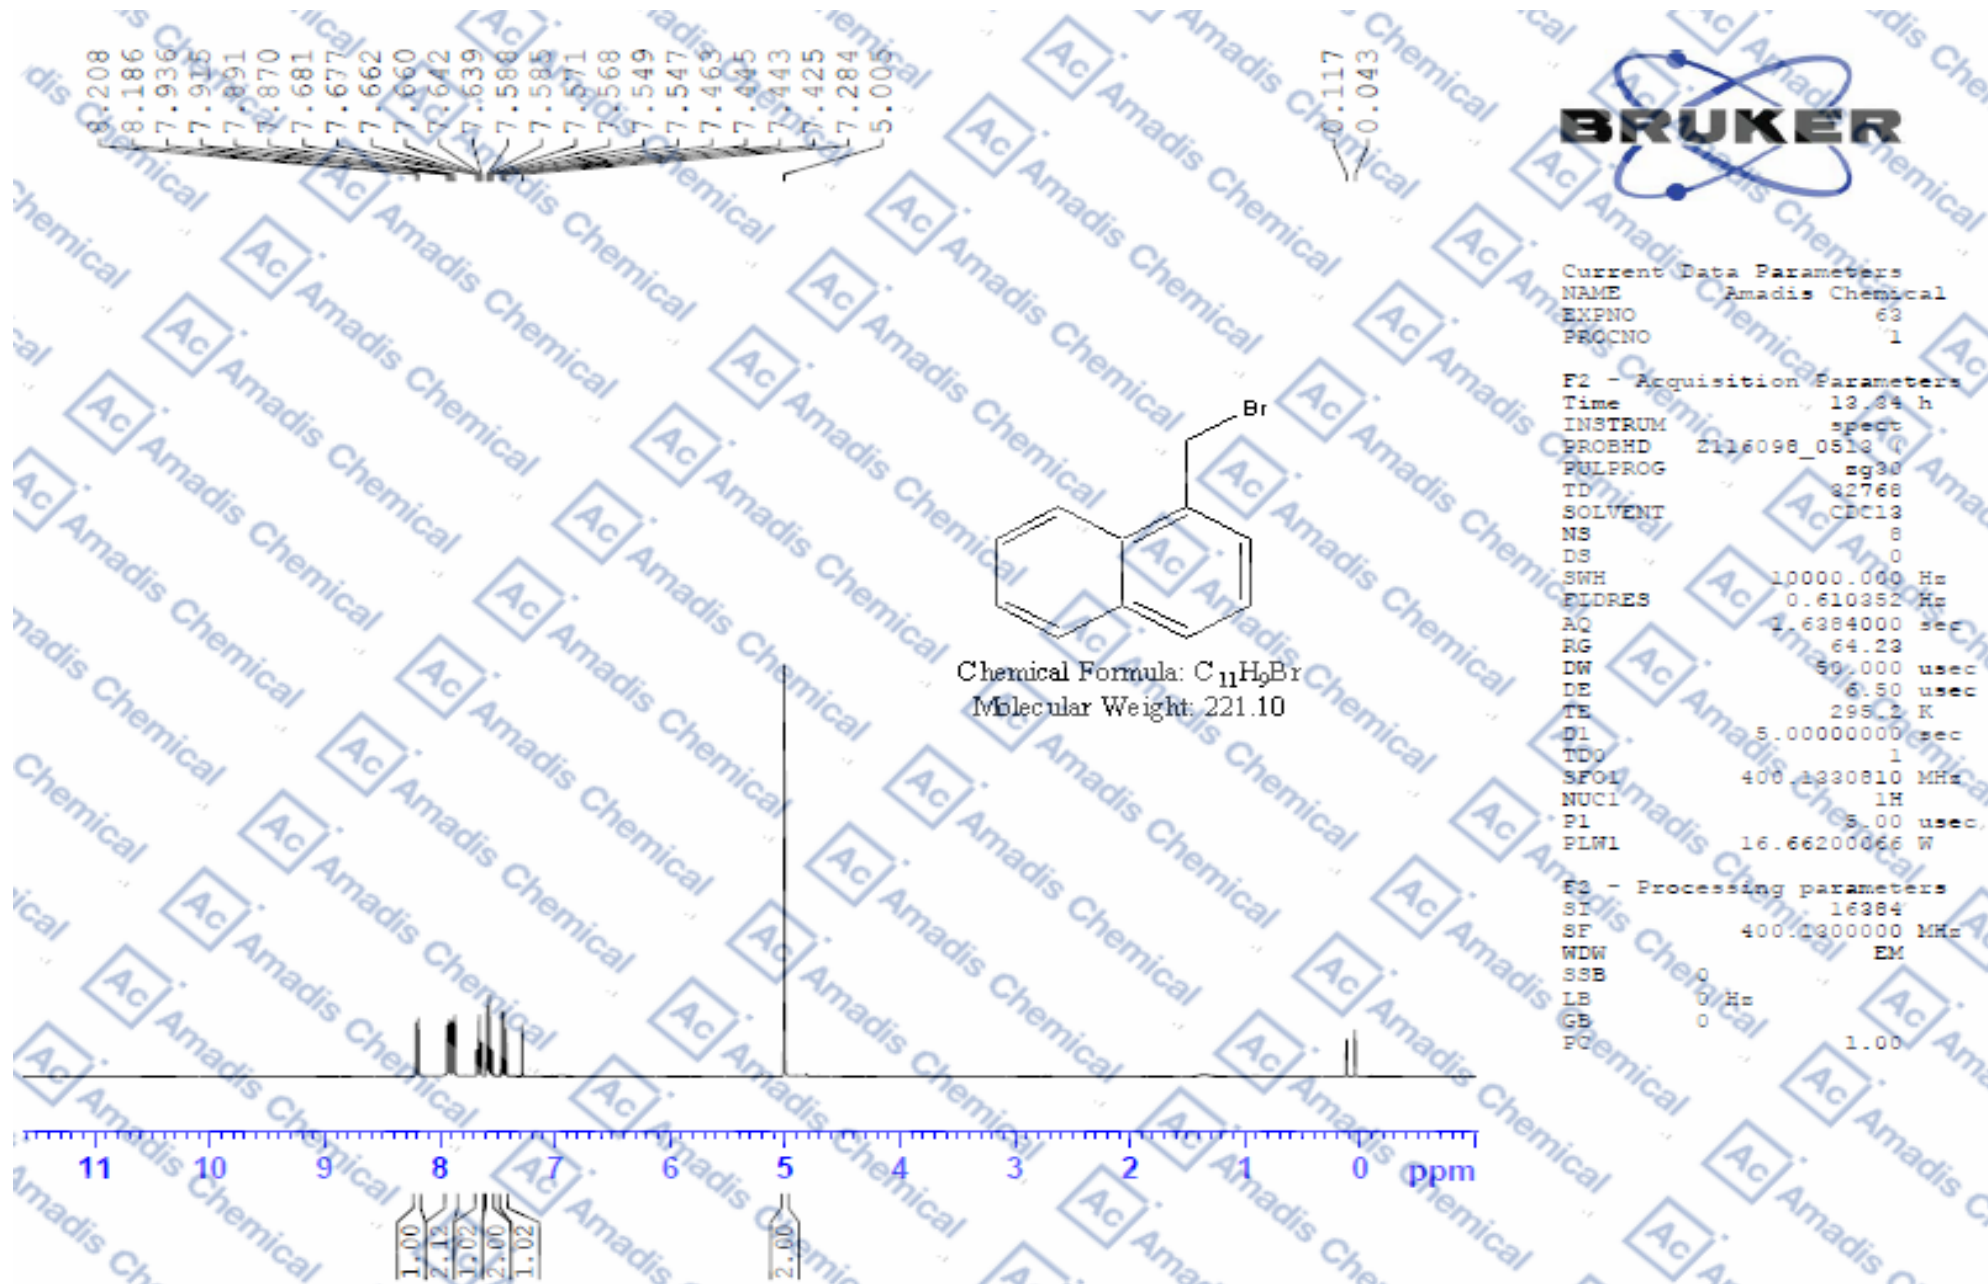 8.208
8.186
7.936
7.915
7.891
7.870
7.681
7.677
7.662
7.660
7.642
7.639
7.588
7.585
7.571
7.568
7.549
7.547
7.463
7.445
7.443
7.425
7.284
5.005
0.117
0.043
BRUKER
Current Data Parameters
NAME Amadis Chemical
EXPNO 63
PROCNO 1
F2 - Acquisition Parameters
Time 13.34 h
INSTRUM spect
PROBHD Z116098_0513 (
PULPROG zg30
TD 32768
SOLVENT CDCl3
NS 8
DS 0
SWH 10000.000 Hz
FIDRES 0.610352 Hz
AQ 1.6384000 sec
RG 64.23
DW 50.000 usec
DE 6.50 usec
TE 295.2 K
D1 5.00000000 sec
TD0 1
SFO1 400.1330810 MHz
NUC1 1H
P1 5.00 usec
PLW1 16.66200066 W
F2 - Processing parameters
SI 16384
SF 400.1300000 MHz
WDW EM
SSB 0
LB 0 Hz
GB 0
PC 1.00
Br
Chemical Formula: C11H9Br
Molecular Weight: 221.10
11 10 9 8 7 6 5 4 3 2 1 0 ppm
1.00
2.12
1.02
2.00
1.02
2.00
Ac Amadis Chemical